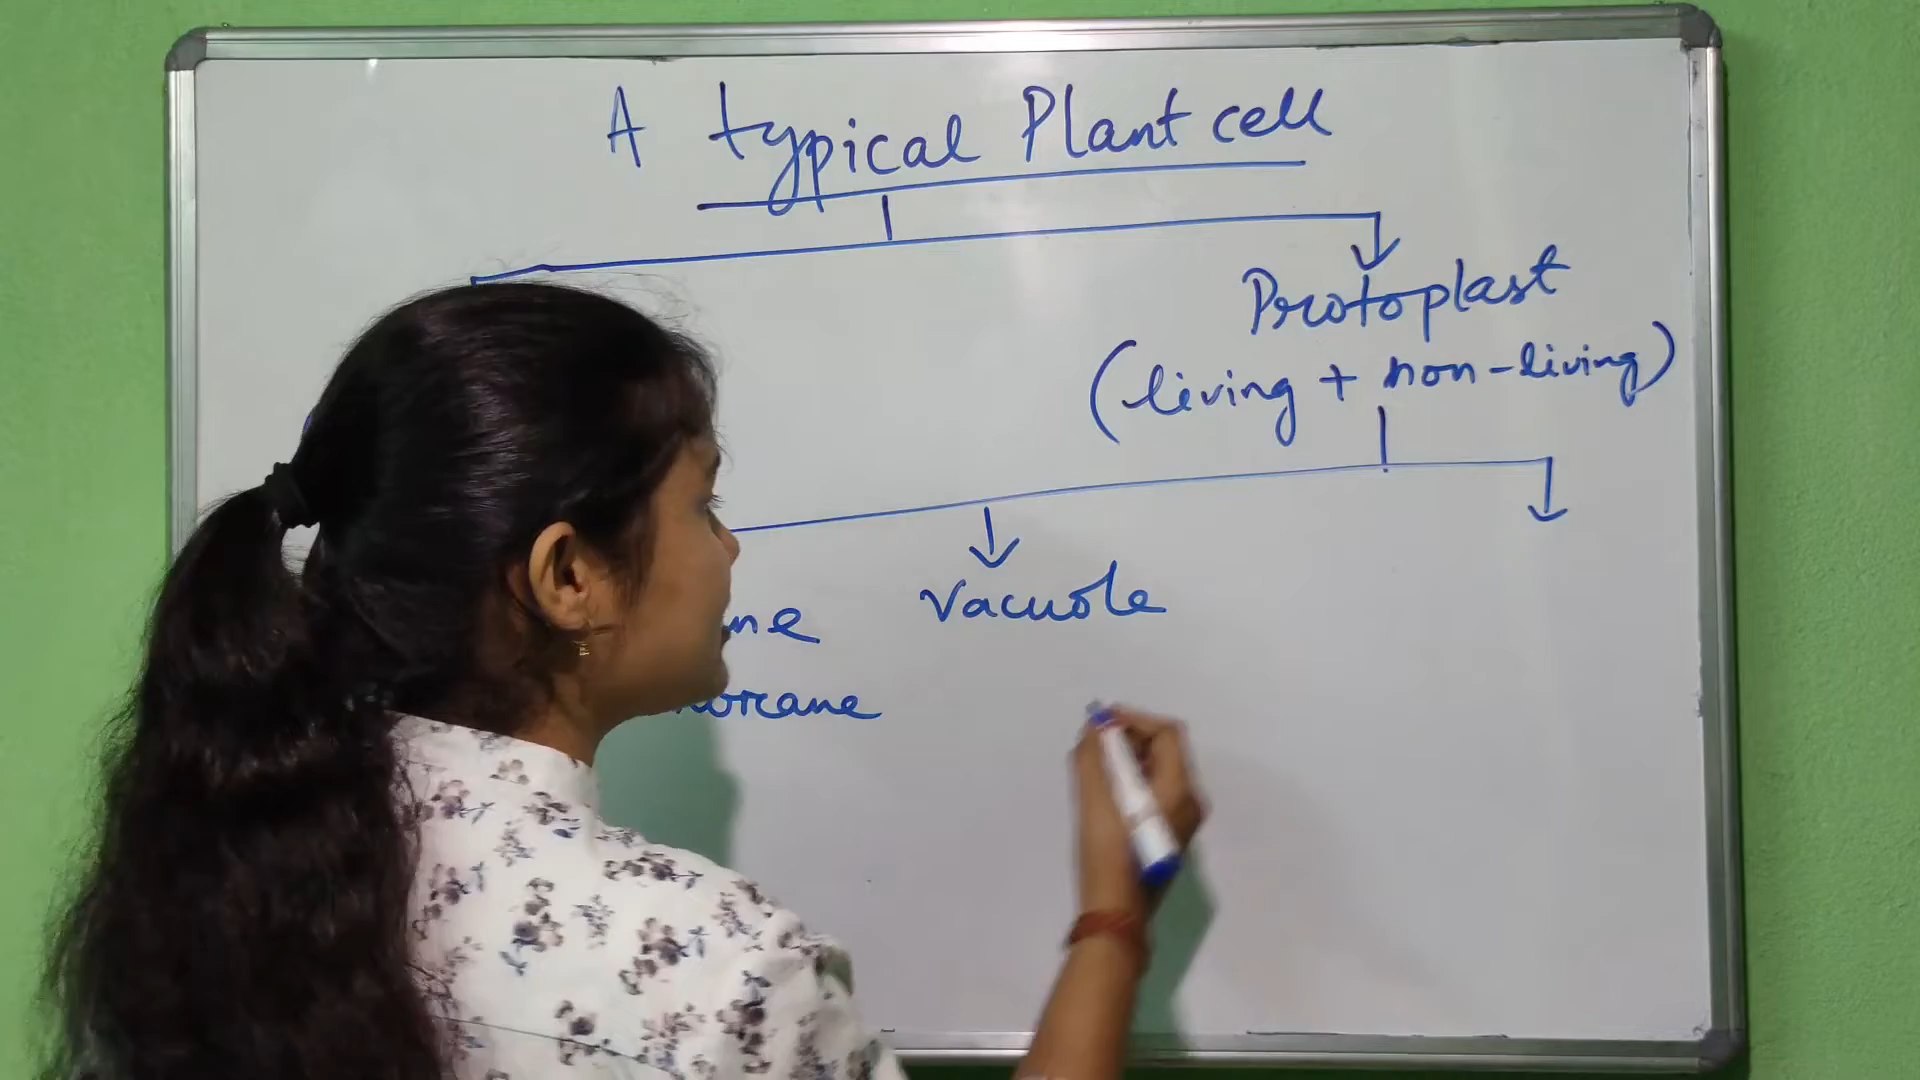 A typical Plant cell
Protoplast
(living + non-living)
Vacuole